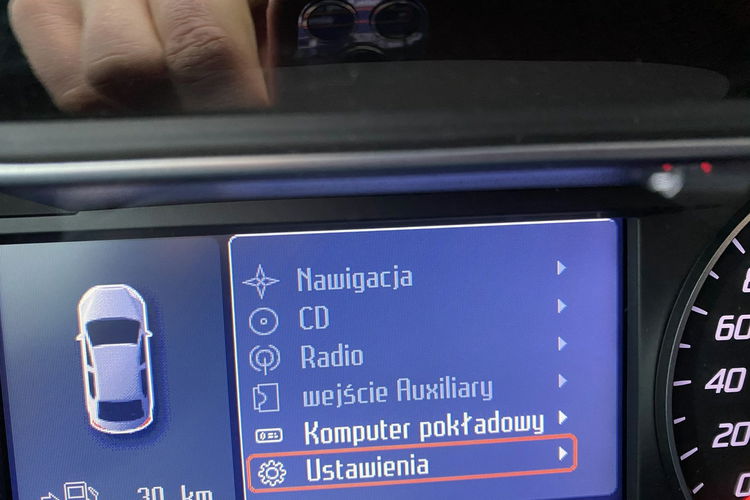 Nawigacja
CD
Radio
wejście Auxiliary
Komputer pokładowy
Ustawienia
30 km
60
40
20